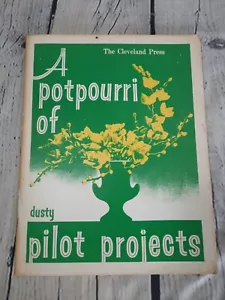 The Cleveland Press
A
potpourri
of
dusty
pilot projects